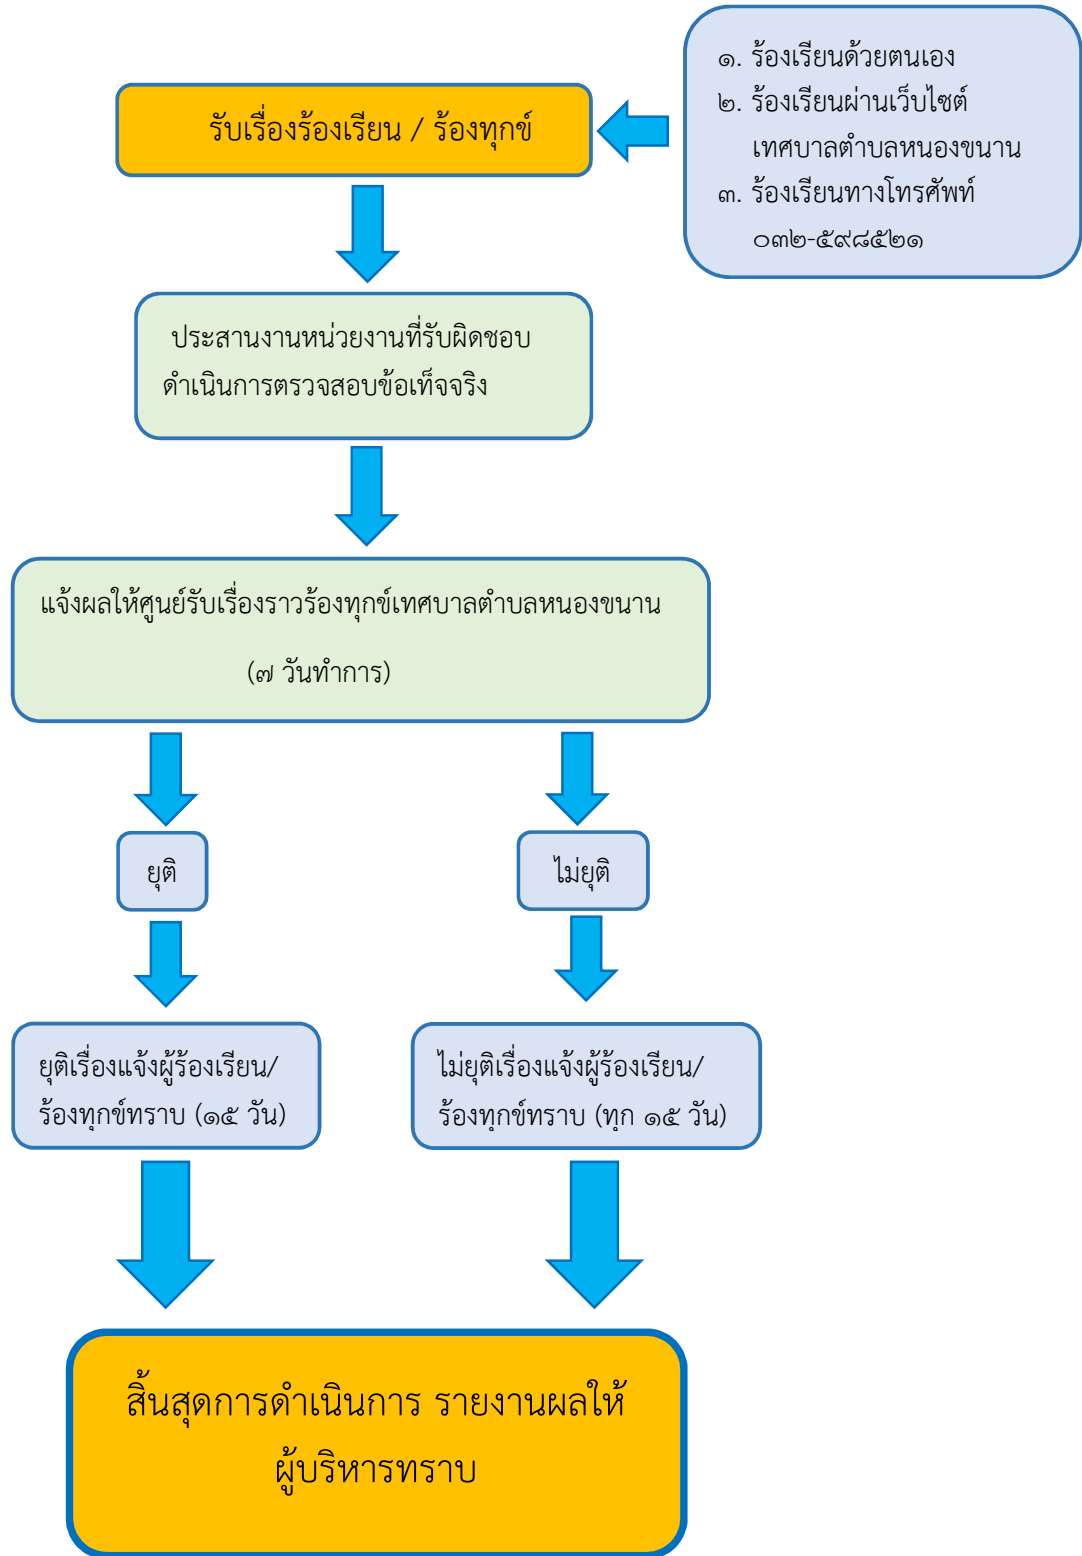 ๑. ร้องเรียนด้วยตนเอง
๒. ร้องเรียนผ่านเว็บไซต์
เทศบาลตำบลหนองขนาน
๓. ร้องเรียนทางโทรศัพท์
๐๓๒-๕๙๘๕๒๑
รับเรื่องร้องเรียน / ร้องทุกข์
ประสานงานหน่วยงานที่รับผิดชอบ
ดำเนินการตรวจสอบข้อเท็จจริง
แจ้งผลให้ศูนย์รับเรื่องราวร้องทุกข์เทศบาลตำบลหนองขนาน
(๗ วันทำการ)
ยุติ
ไม่ยุติ
ยุติเรื่องแจ้งผู้ร้องเรียน/
ร้องทุกข์ทราบ (๑๕ วัน)
ไม่ยุติเรื่องแจ้งผู้ร้องเรียน/
ร้องทุกข์ทราบ (ทุก ๑๕ วัน)
สิ้นสุดการดำเนินการ รายงานผลให้
ผู้บริหารทราบ